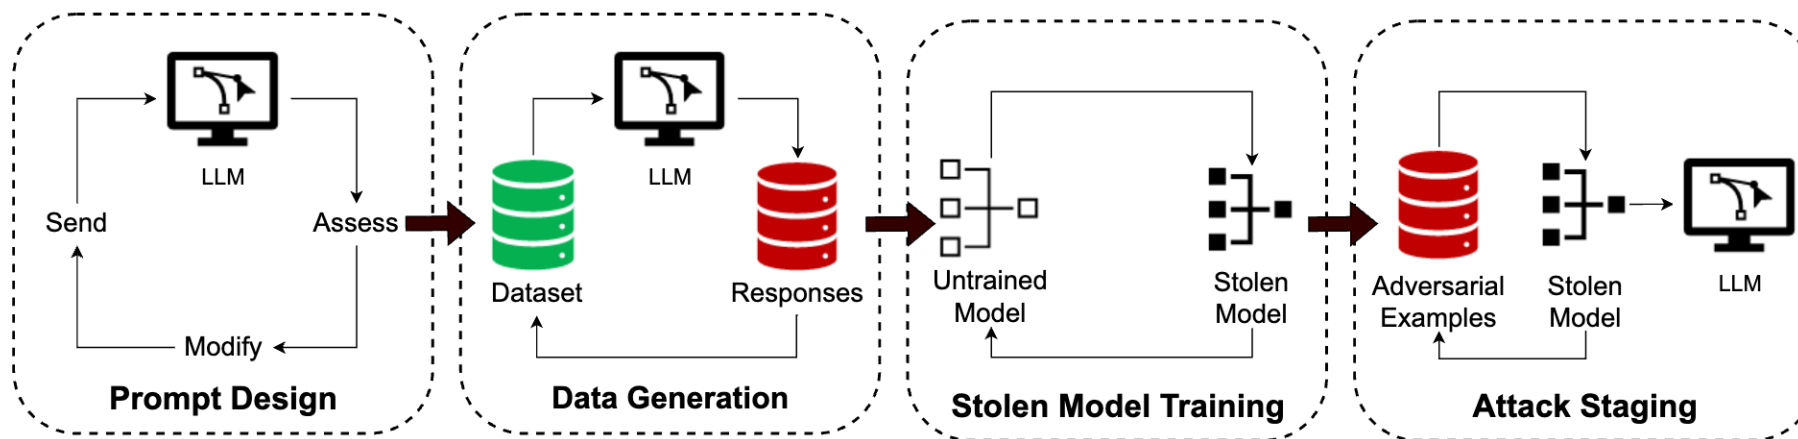 LLM
Send
Assess
Modify
Prompt Design
LLM
Dataset
Responses
Data Generation
Untrained
Model
Stolen
Model
Stolen Model Training
Adversarial
Examples
Stolen
Model
LLM
Attack Staging